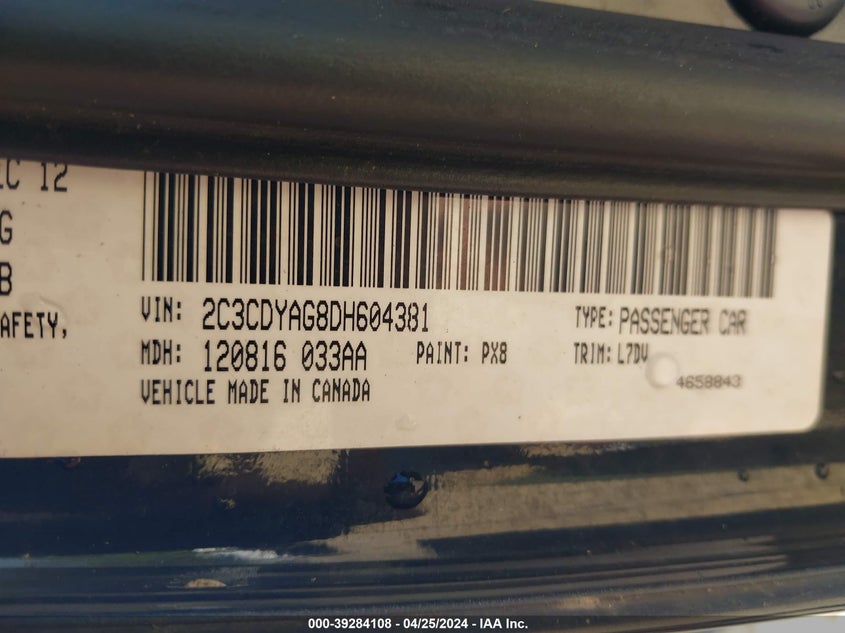 12
G
B
AFETY,
VIN: 2C3CDYAG8DH604381
TYPE: PASSENGER CAR
MDH: 120816 033AA
PAINT: PX8
TRIM: L7DV
4658843
VEHICLE MADE IN CANADA
000-39284108 - 04/25/2024 - IAA Inc.